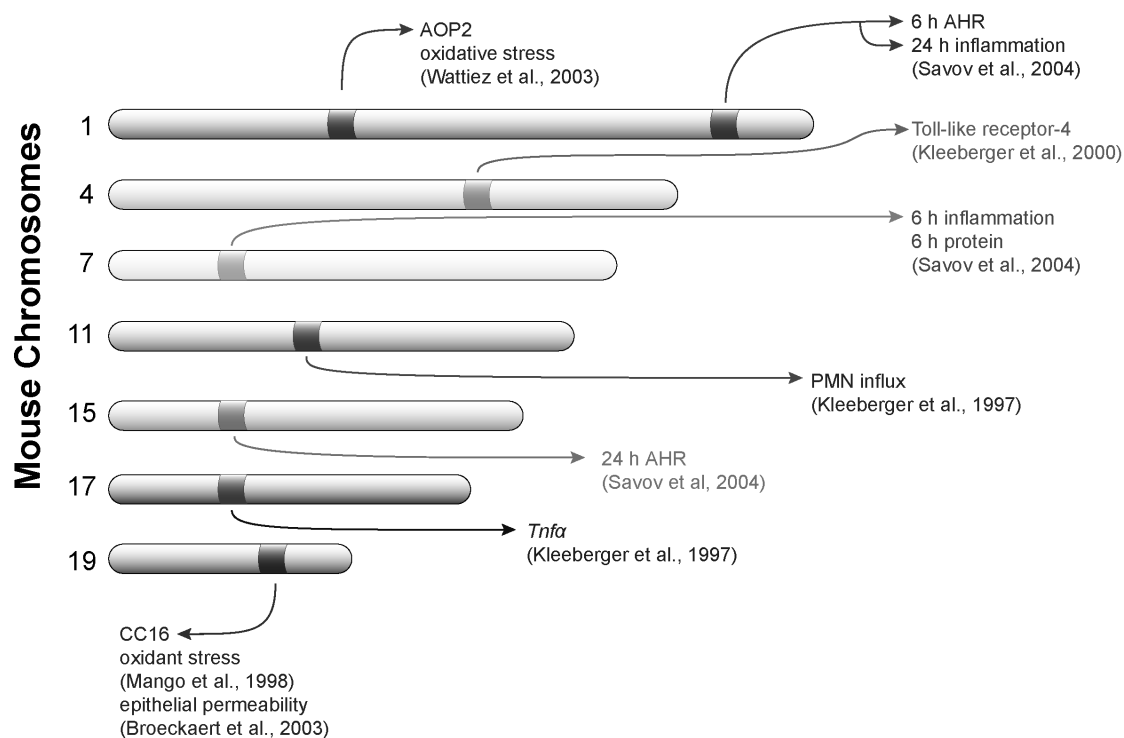 Mouse Chromosomes
AOP2
oxidative stress
(Wattiez et al., 2003)
6 h AHR
24 h inflammation
(Savov et al., 2004)
1
Toll-like receptor-4
(Kleeberger et al., 2000)
4
6 h inflammation
6 h protein
(Savov et al., 2004)
7
11
PMN influx
(Kleeberger et al., 1997)
15
24 h AHR
(Savov et al, 2004)
17
Tnfα
(Kleeberger et al., 1997)
19
CC16
oxidant stress
(Mango et al., 1998)
epithelial permeability
(Broeckaert et al., 2003)